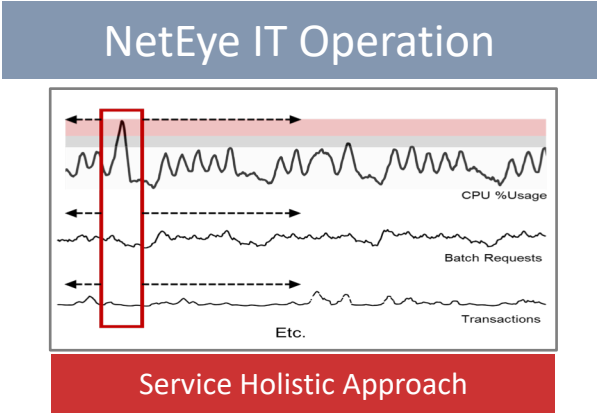 NetEye IT Operation
CPU %Usage
Batch Requests
Transactions
Etc.
Service Holistic Approach